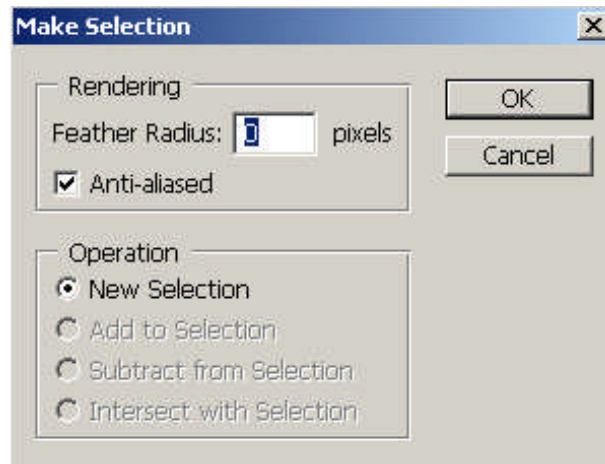 Make Selection
Rendering
OK
Feather Radius: 0 pixels
Cancel
Anti-aliased
Operation
New Selection
Add to Selection
Subtract from Selection
Intersect with Selection